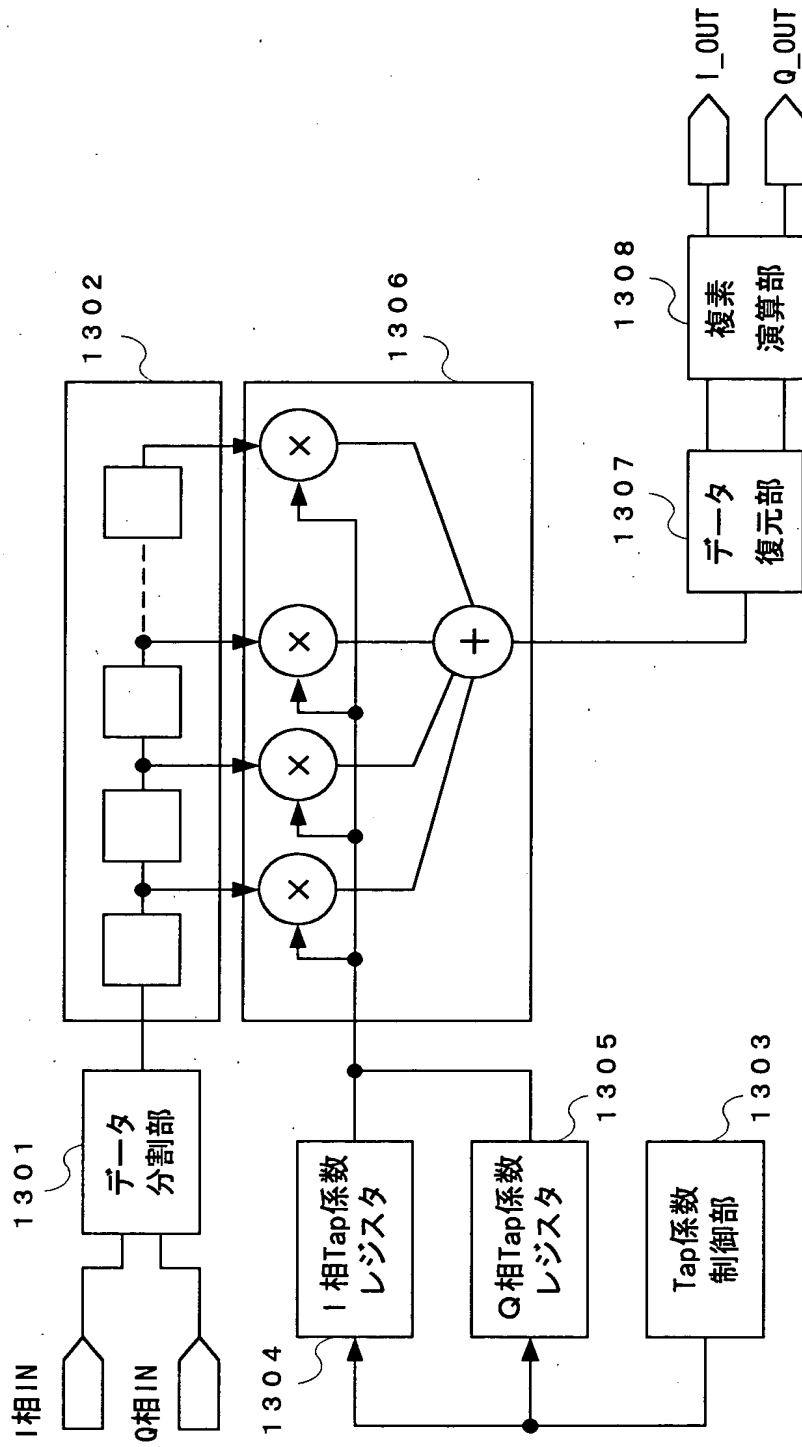 I相IN
Q相IN
1301
データ
分割部
1302
1304
I相Tap係数
レジスタ
Q相Tap係数
レジスタ
1305
Tap係数
制御部
1303
1306
×
×
×
×
+
1307
データ
復元部
1308
複素
演算部
I_OUT
Q_OUT